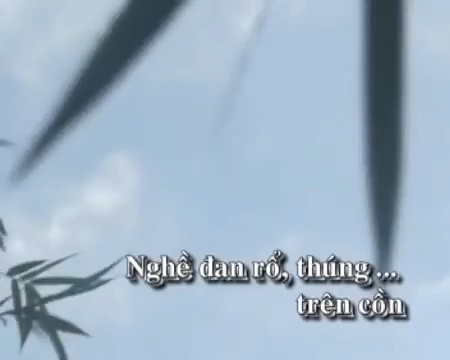 Nghề đan rổ, thúng ...
trên cồn